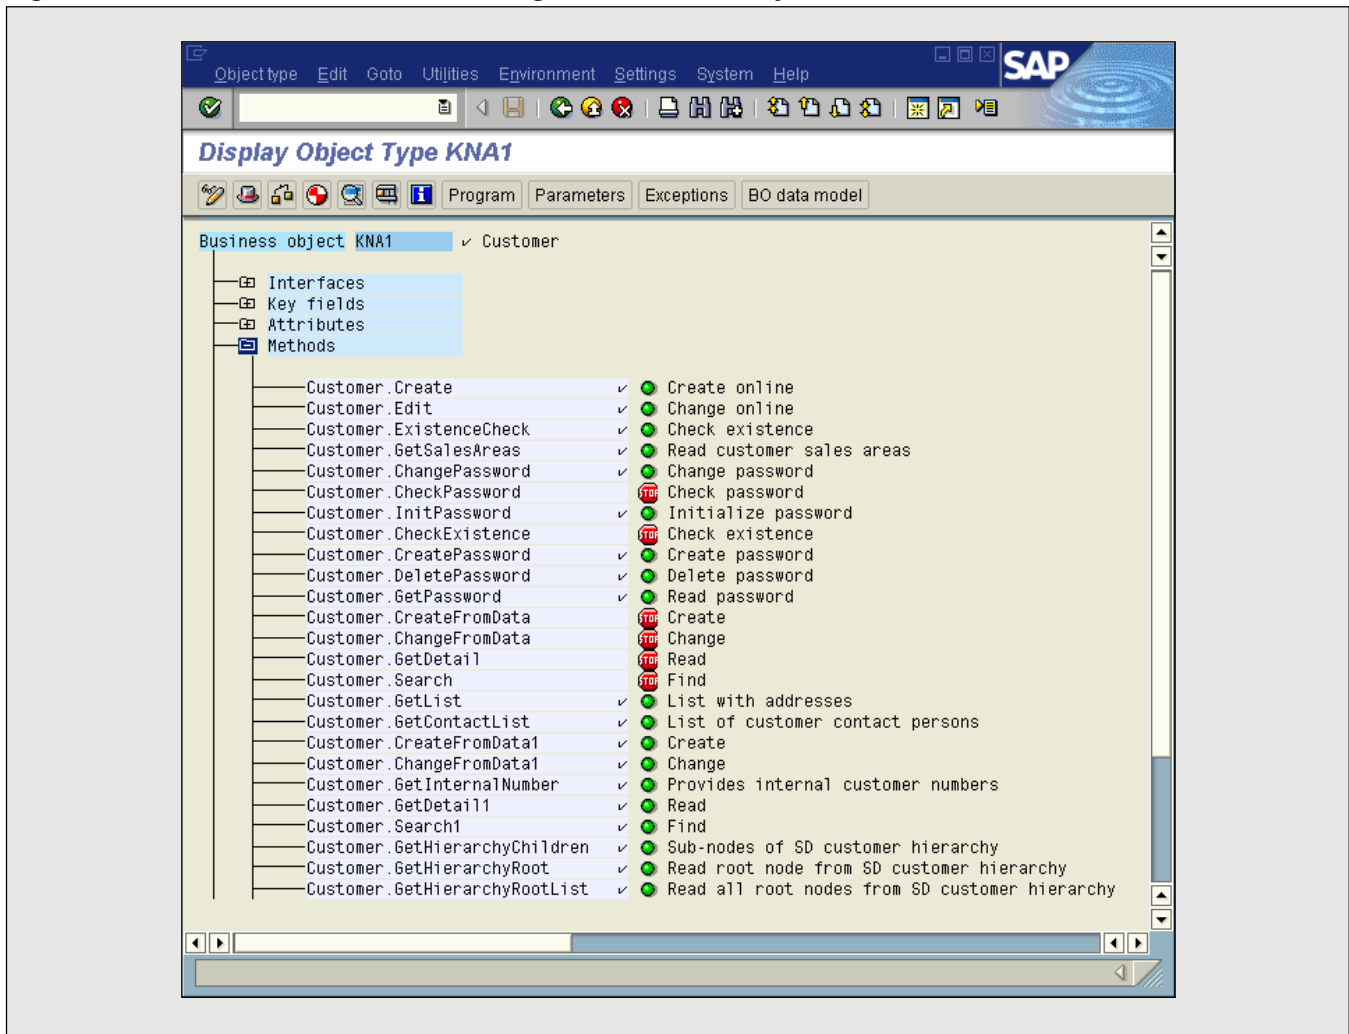 Object type Edit Goto Utilities Environment Settings System Help
SAP
Display Object Type KNA1
Program Parameters Exceptions BO data model
Business object KNA1 Customer
Interfaces
Key fields
Attributes
Methods
Customer.Create Create online
Customer.Edit Change online
Customer.ExistenceCheck Check existence
Customer.GetSalesAreas Read customer sales areas
Customer.ChangePassword Change password
Customer.CheckPassword STOP Check password
Customer.InitPassword Initialize password
Customer.CheckExistence STOP Check existence
Customer.CreatePassword Create password
Customer.DeletePassword Delete password
Customer.GetPassword Read password
Customer.CreateFromData STOP Create
Customer.ChangeFromData STOP Change
Customer.GetDetail STOP Read
Customer.Search STOP Find
Customer.GetList List with addresses
Customer.GetContactList List of customer contact persons
Customer.CreateFromData1 Create
Customer.ChangeFromData1 Change
Customer.GetInternalNumber Provides internal customer numbers
Customer.GetDetail1 Read
Customer.Search1 Find
Customer.GetHierarchyChildren Sub-nodes of SD customer hierarchy
Customer.GetHierarchyRoot Read root node from SD customer hierarchy
Customer.GetHierarchyRootList Read all root nodes from SD customer hierarchy